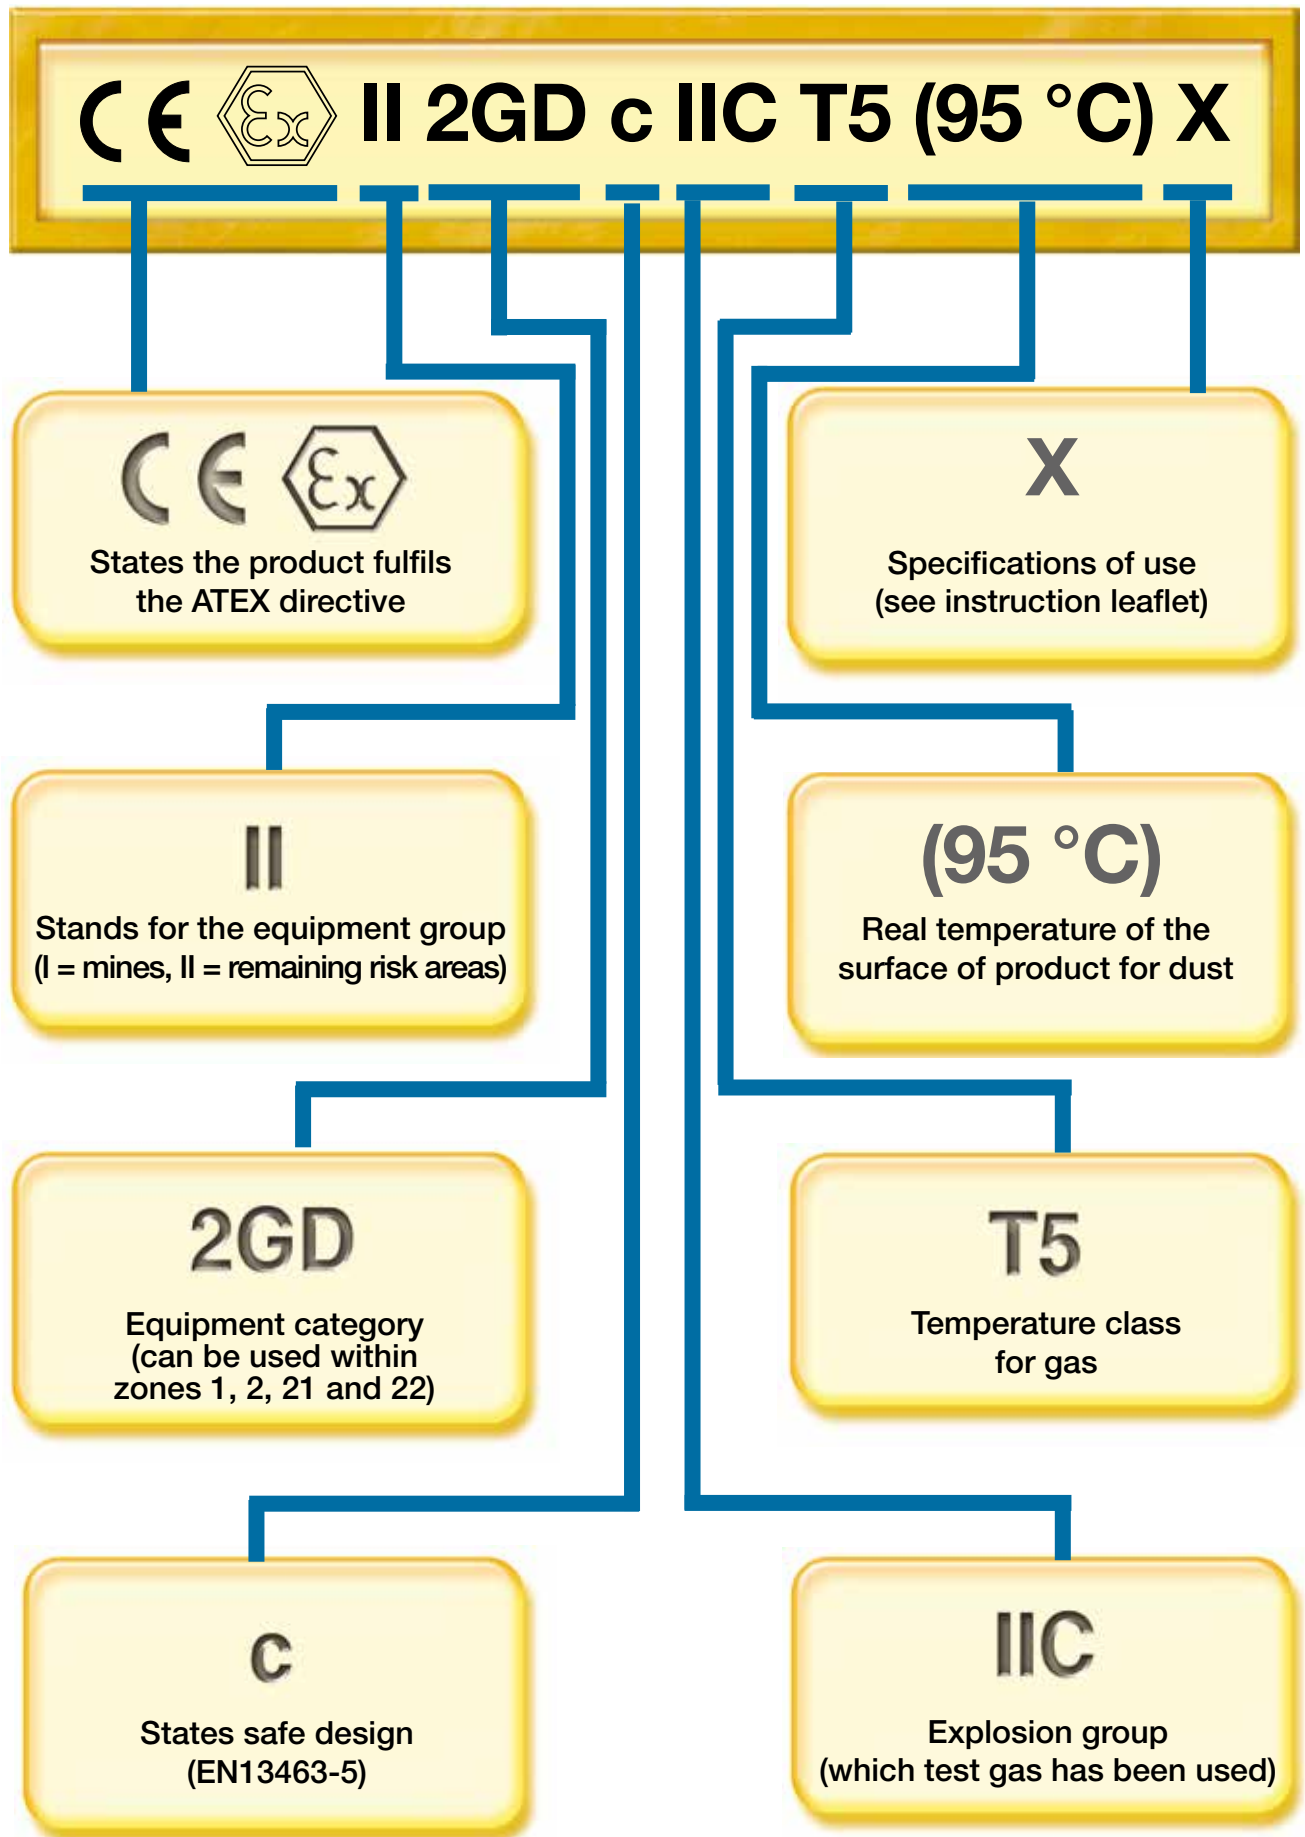 CE Ex II 2GD c IIC T5 (95 °C) X
CE Ex
States the product fulfils
the ATEX directive
X
Specifications of use
(see instruction leaflet)
II
Stands for the equipment group
(I = mines, II = remaining risk areas)
(95 °C)
Real temperature of the
surface of product for dust
2GD
Equipment category
(can be used within
zones 1, 2, 21 and 22)
T5
Temperature class
for gas
c
States safe design
(EN13463-5)
IIC
Explosion group
(which test gas has been used)